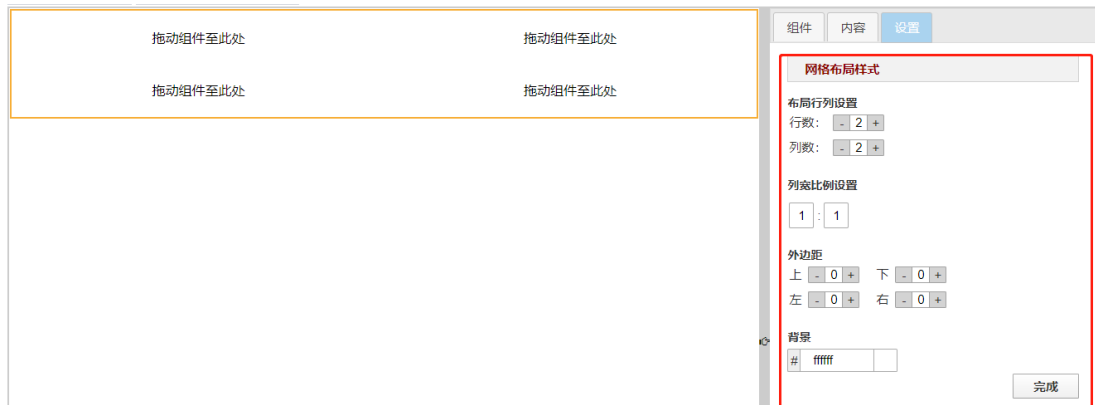 拖动组件至此处 拖动组件至此处
拖动组件至此处 拖动组件至此处
组件 内容 设置
网格布局样式
布局行列设置
行数： - 2 +
列数： - 2 +
列宽比例设置
1 : 1
外边距
上 - 0 + 下 - 0 +
左 - 0 + 右 - 0 +
背景
# ffffff
完成